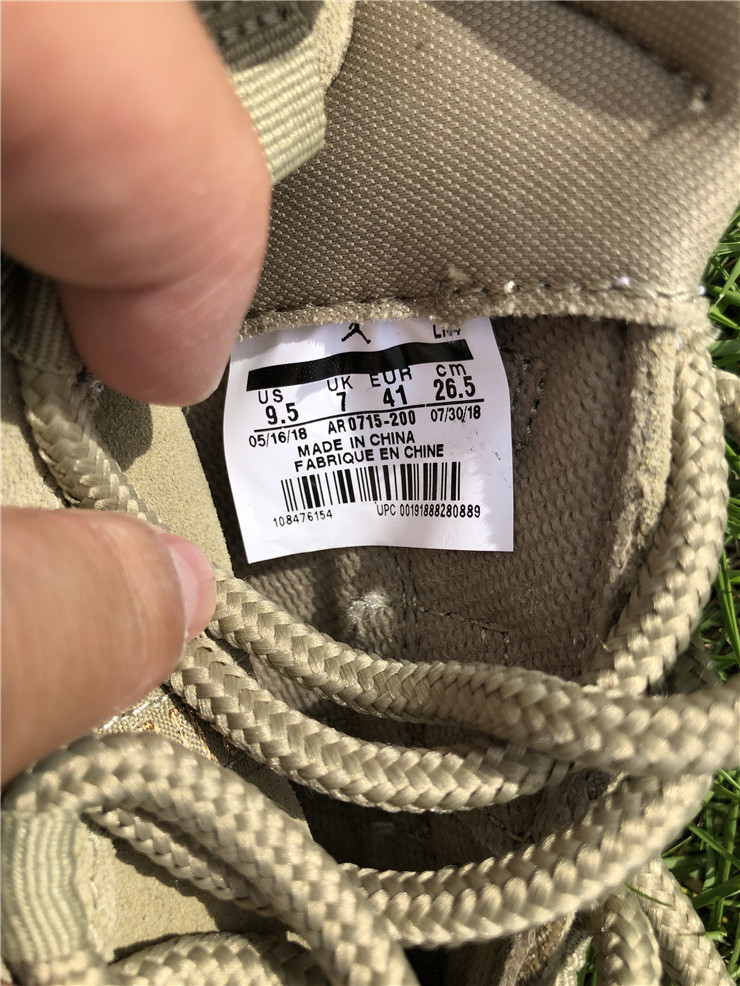 US UK EUR cm
9.5 7 41 26.5
05/16/18 AR0715-200 07/30/18
MADE IN CHINA
FABRIQUE EN CHINE
108476154 UPC 00191888280889